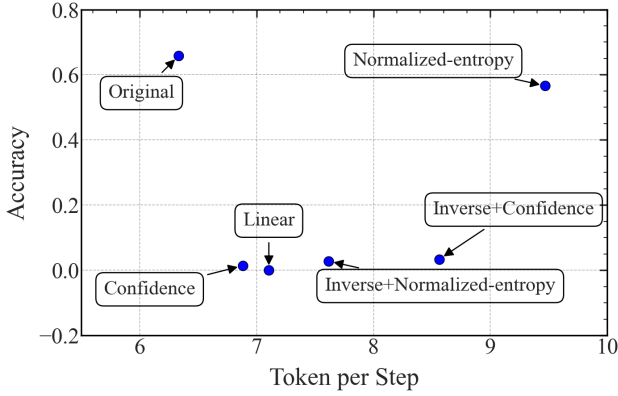 0.8
0.6
0.4
0.2
0.0
−0.2
Accuracy
Original
Normalized-entropy
Linear
Inverse+Confidence
Confidence
Inverse+Normalized-entropy
6
7
8
9
10
Token per Step